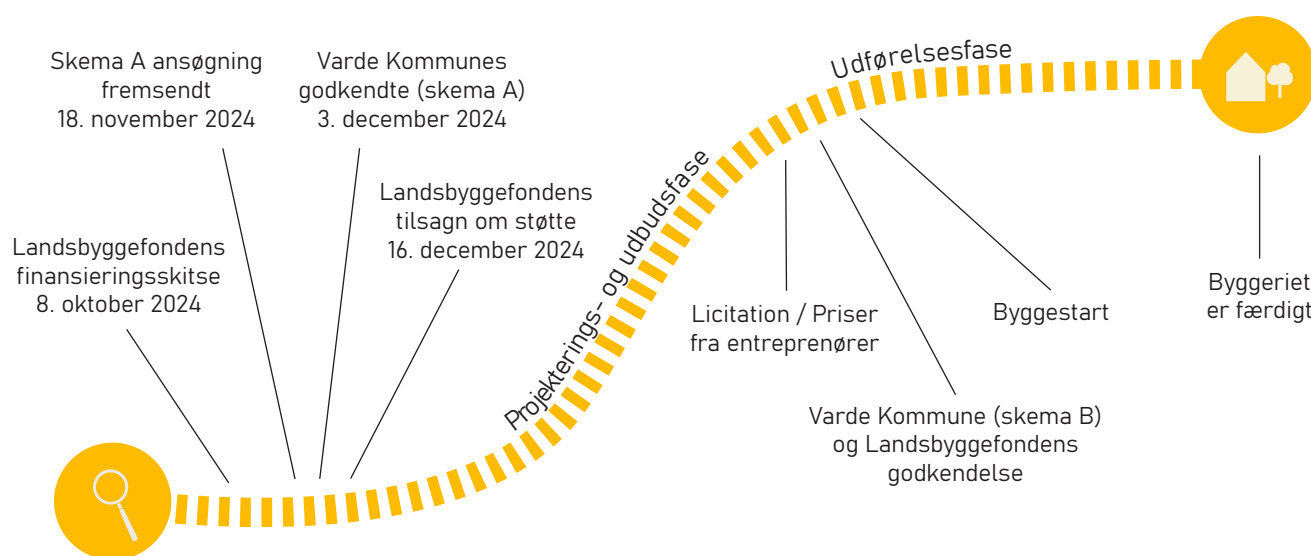 Skema A ansøgning
fremsendt
18. november 2024
Varde Kommunes
godkendte (skema A)
3. december 2024
Landsbyggefondens
tilsagn om støtte
16. december 2024
Landsbyggefondens
finansieringsskitse
8. oktober 2024
Projekterings- og udbudsfase
Udførelsesfase
Licitation / Priser
fra entreprenører
Varde Kommune (skema B)
og Landsbyggefondens
godkendelse
Byggestart
Byggeriet
er færdigt